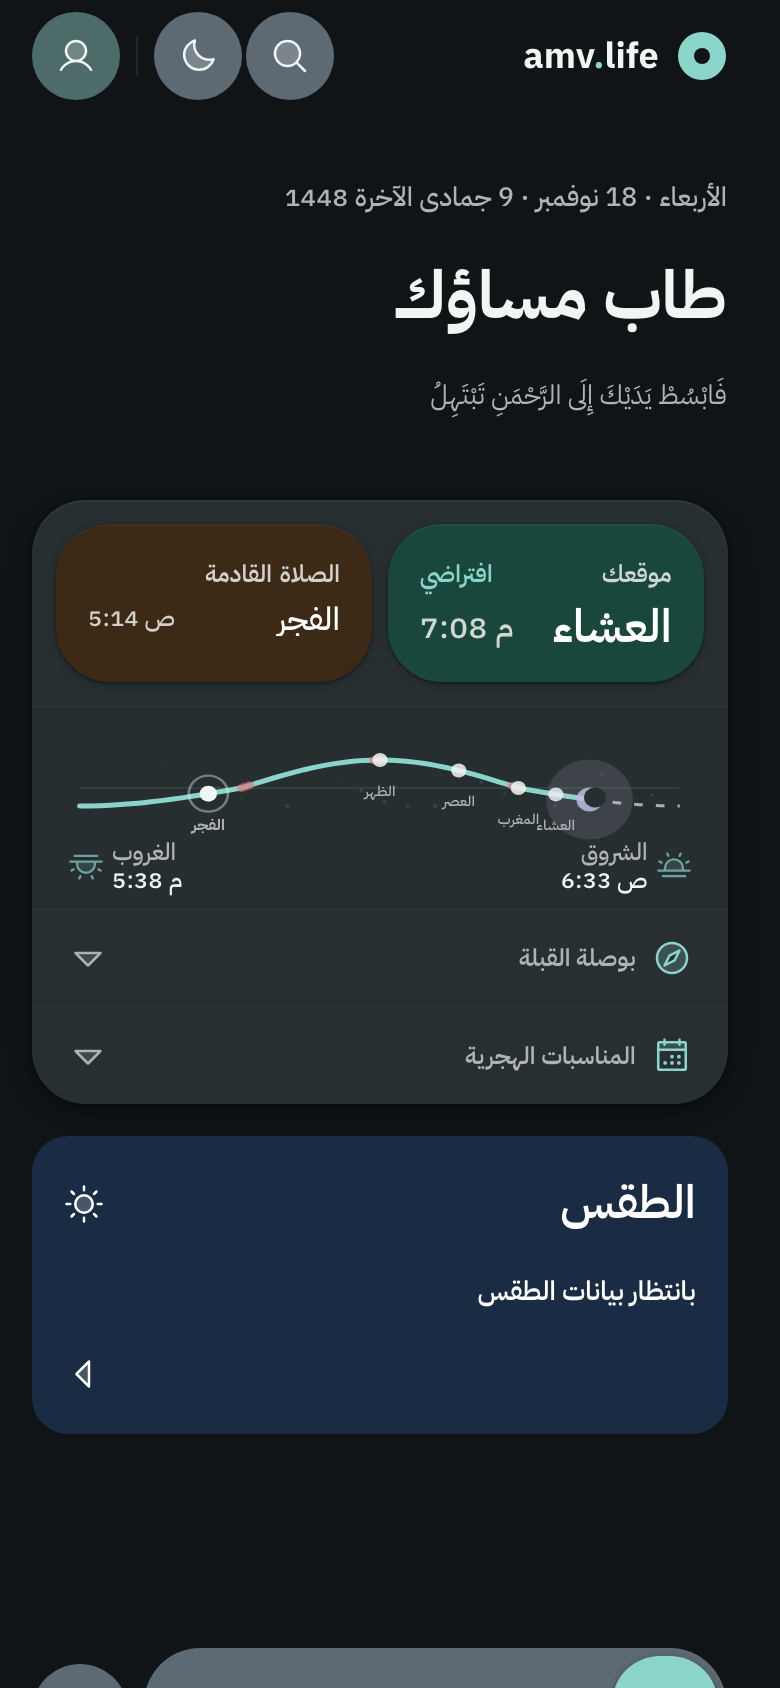 amv.life
الأربعاء · 18 نوفمبر · 9 جمادى الآخرة 1448
طاب مساؤك
فَابْسُطْ يَدَيْكَ إِلَى الرَّحْمَنِ تَبْتَهِلُ
موقعك افتراضي
العشاء 7:08 م
الصلاة القادمة
الفجر 5:14 ص
الظهر
العصر
المغرب
العشاء
الفجر
الشروق
6:33 ص
الغروب
5:38 م
بوصلة القبلة
المناسبات الهجرية
الطقس
بانتظار بيانات الطقس